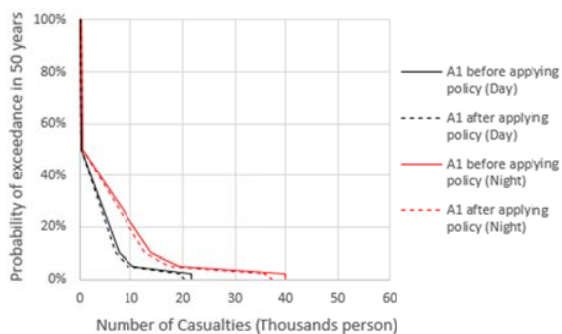 100%
80%
60%
40%
20%
0%
Probability of exceedance in 50 years
0 10 20 30 40 50 60
Number of Casualties (Thousands person)
A1 before applying
policy (Day)
A1 after applying
policy (Day)
A1 before applying
policy (Night)
A1 after applying
policy (Night)